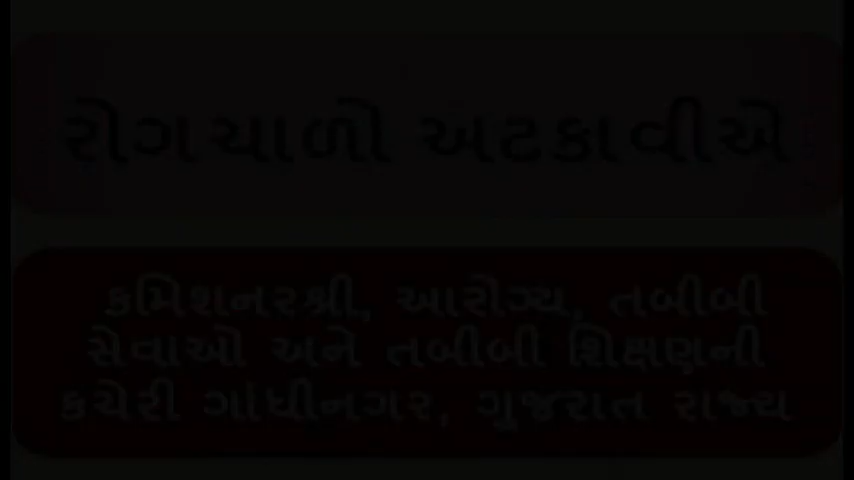 રોગચાળો અટકાવીએ
કમિશનરશ્રી, આરોગ્ય, તબીબી
સેવાઓ અને તબીબી શિક્ષણની
કચેરી ગાંધીનગર, ગુજરાત રાજ્ય